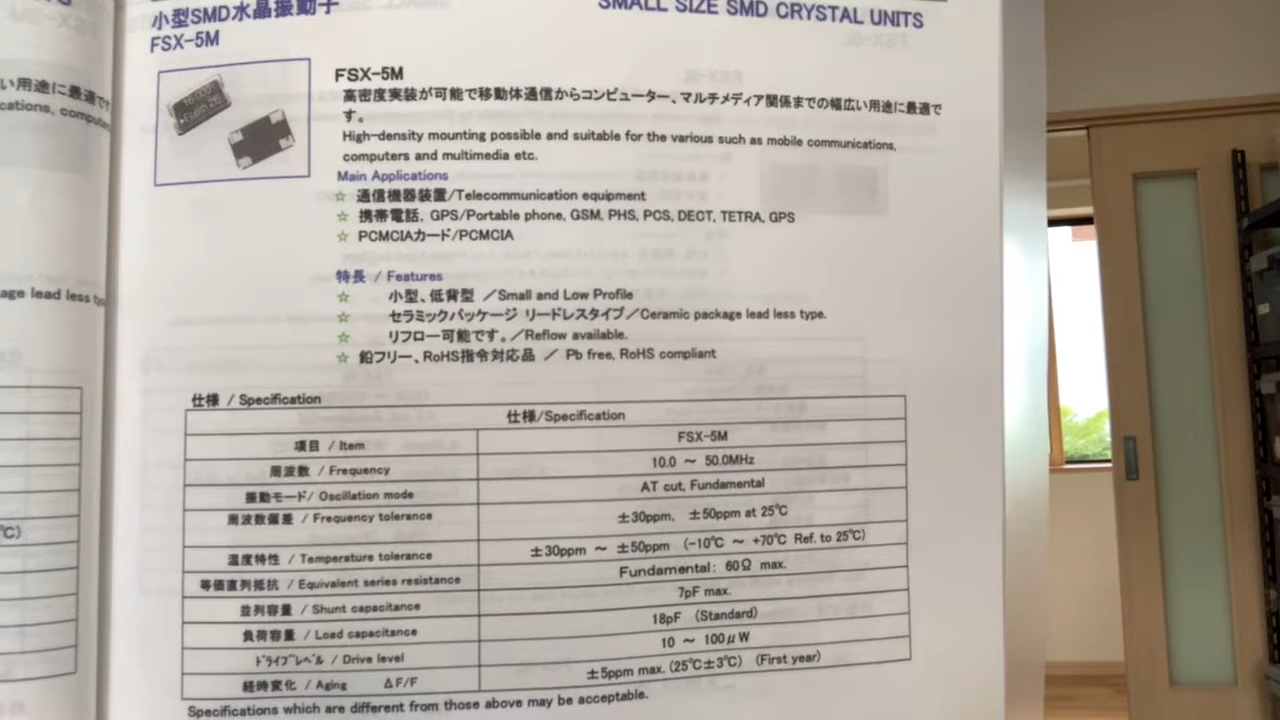 い用途に最適です
cations, computers
age lead less
℃)
小型SMD水晶振動子
SMALL SIZE SMD CRYSTAL UNITS
FSX-5M
FSX-5M
高密度実装が可能で移動体通信からコンピューター、マルチメディア関係までの幅広い用途に最適で
す。
High-density mounting possible and suitable for the various such as mobile communications,
computers and multimedia etc.
Main Applications
☆ 通信機器装置/Telecommunication equipment
☆ 携帯電話, GPS/Portable phone, GSM, PHS, PCS, DECT, TETRA, GPS
☆ PCMCIAカード/PCMCIA
特長 / Features
☆ 小型、低背型 ／Small and Low Profile
☆ セラミックパッケージ リードレスタイプ／Ceramic package lead less type.
☆ リフロー可能です。／Reflow available.
☆ 鉛フリー、RoHS指令対応品 ／ Pb free, RoHS compliant
仕様 / Specification
仕様/Specification
項目 / Item FSX-5M
周波数 / Frequency 10.0 ～ 50.0MHz
振動モード/ Oscillation mode AT cut, Fundamental
周波数偏差 / Frequency tolerance ±30ppm, ±50ppm at 25℃
温度特性 / Temperature tolerance ±30ppm ～ ±50ppm (-10℃ ～ +70℃ Ref. to 25℃)
等価直列抵抗 / Equivalent series resistance Fundamental: 60Ω max.
並列容量 / Shunt capacitance 7pF max.
負荷容量 / Load capacitance 18pF (Standard)
ﾄﾞﾗｲﾌﾞﾚﾍﾞﾙ / Drive level 10 ～ 100μW
経時変化 / Aging ΔF/F ±5ppm max. (25℃±3℃) (First year)
Specifications which are different from those above may be acceptable.